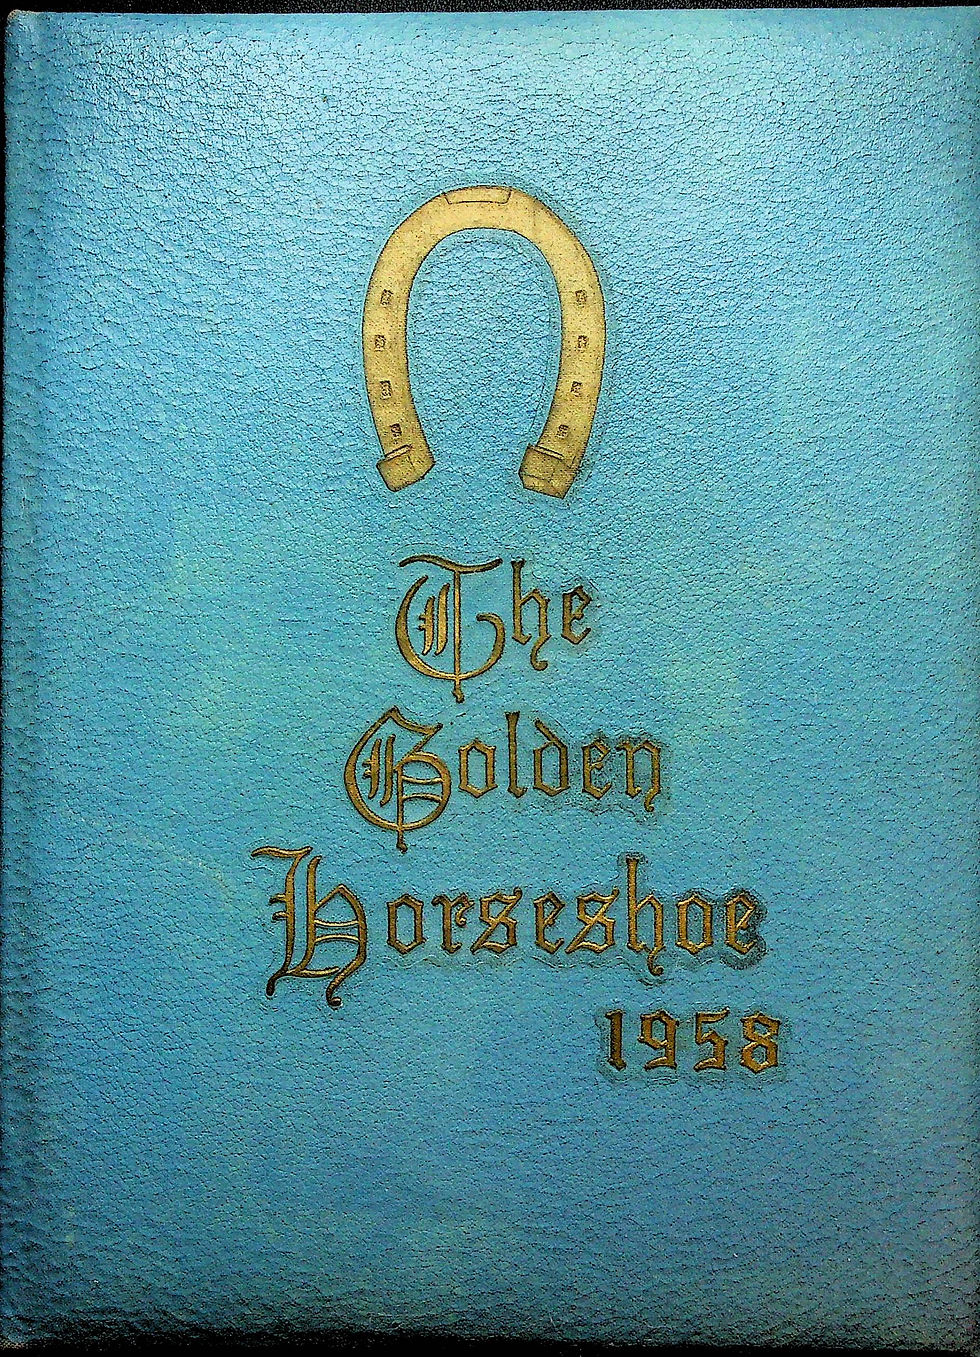 The
Golden
Horseshoe
1958